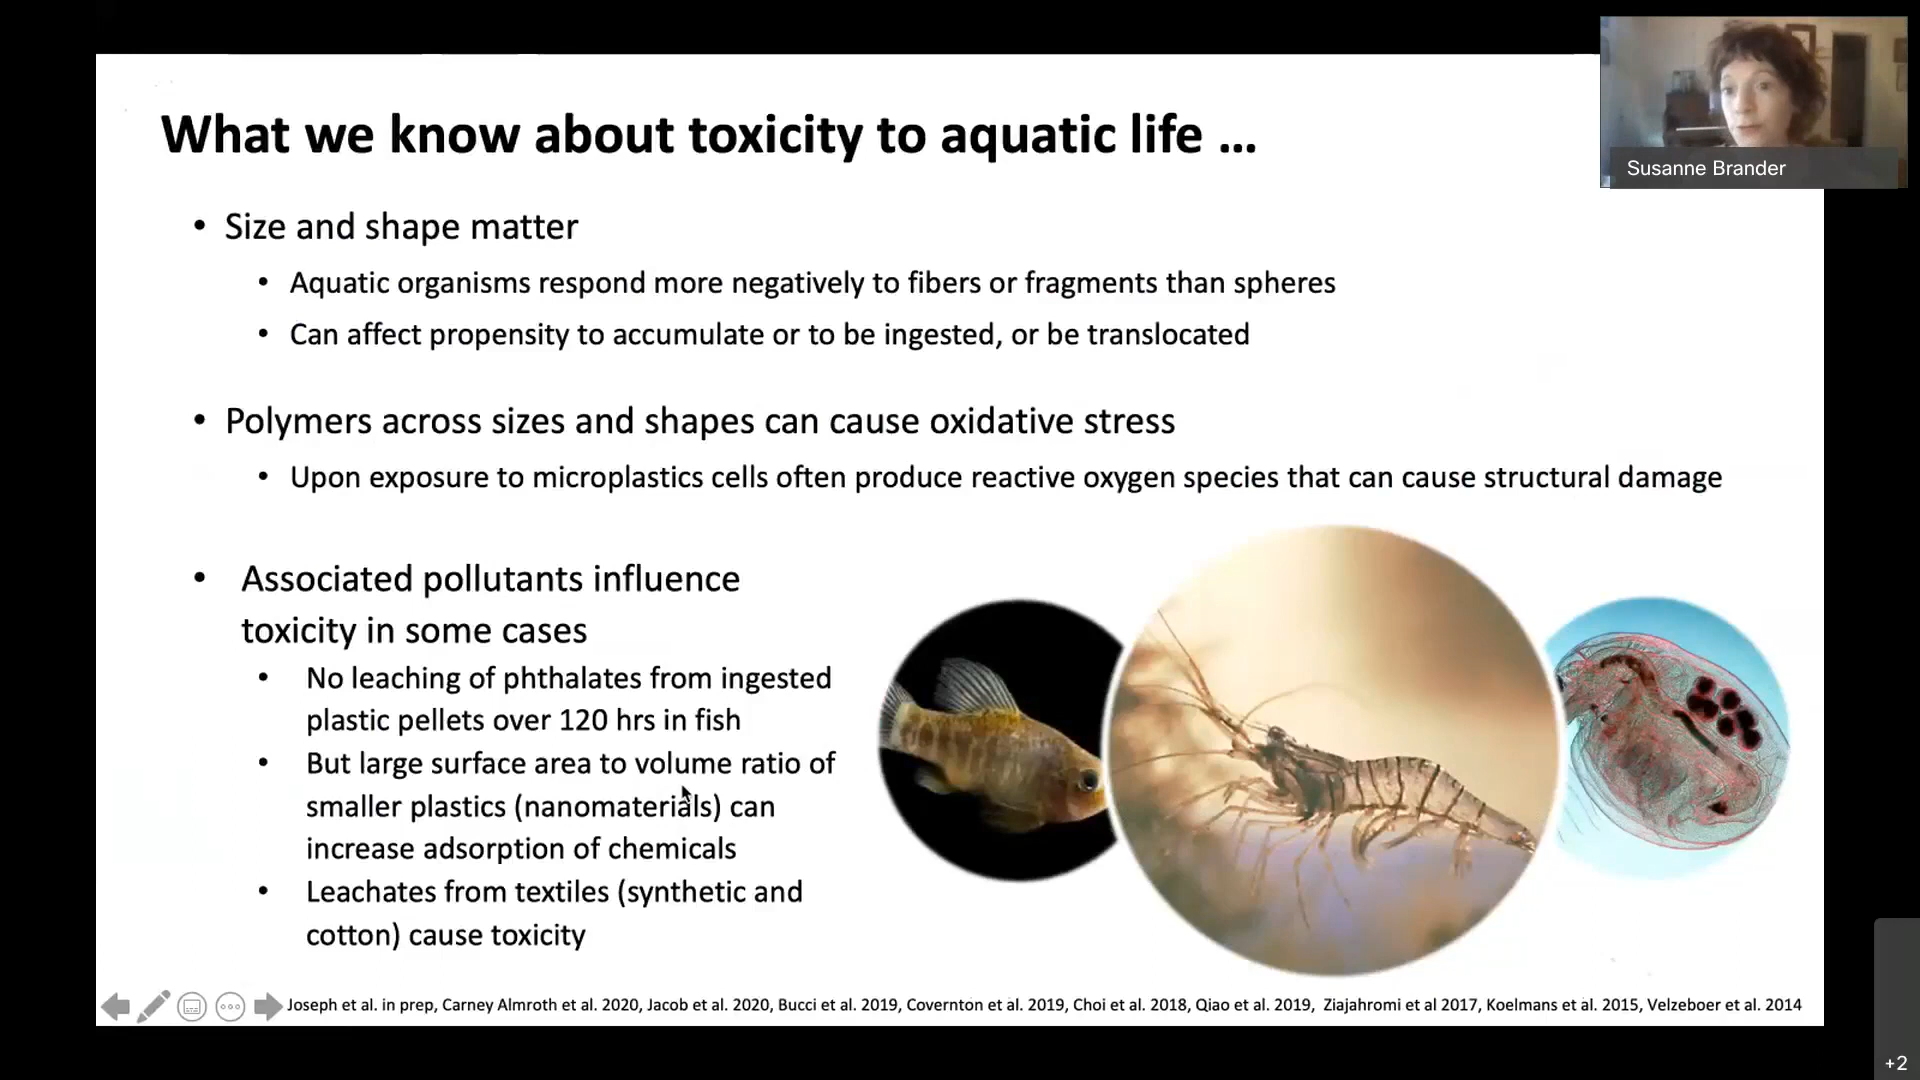 What we know about toxicity to aquatic life ...
Susanne Brander
• Size and shape matter
• Aquatic organisms respond more negatively to fibers or fragments than spheres
• Can affect propensity to accumulate or to be ingested, or be translocated
• Polymers across sizes and shapes can cause oxidative stress
• Upon exposure to microplastics cells often produce reactive oxygen species that can cause structural damage
• Associated pollutants influence
toxicity in some cases
• No leaching of phthalates from ingested
plastic pellets over 120 hrs in fish
• But large surface area to volume ratio of
smaller plastics (nanomaterials) can
increase adsorption of chemicals
• Leachates from textiles (synthetic and
cotton) cause toxicity
Joseph et al. in prep, Carney Almroth et al. 2020, Jacob et al. 2020, Bucci et al. 2019, Covernton et al. 2019, Choi et al. 2018, Qiao et al. 2019, Ziajahromi et al 2017, Koelmans et al. 2015, Velzeboer et al. 2014
+2